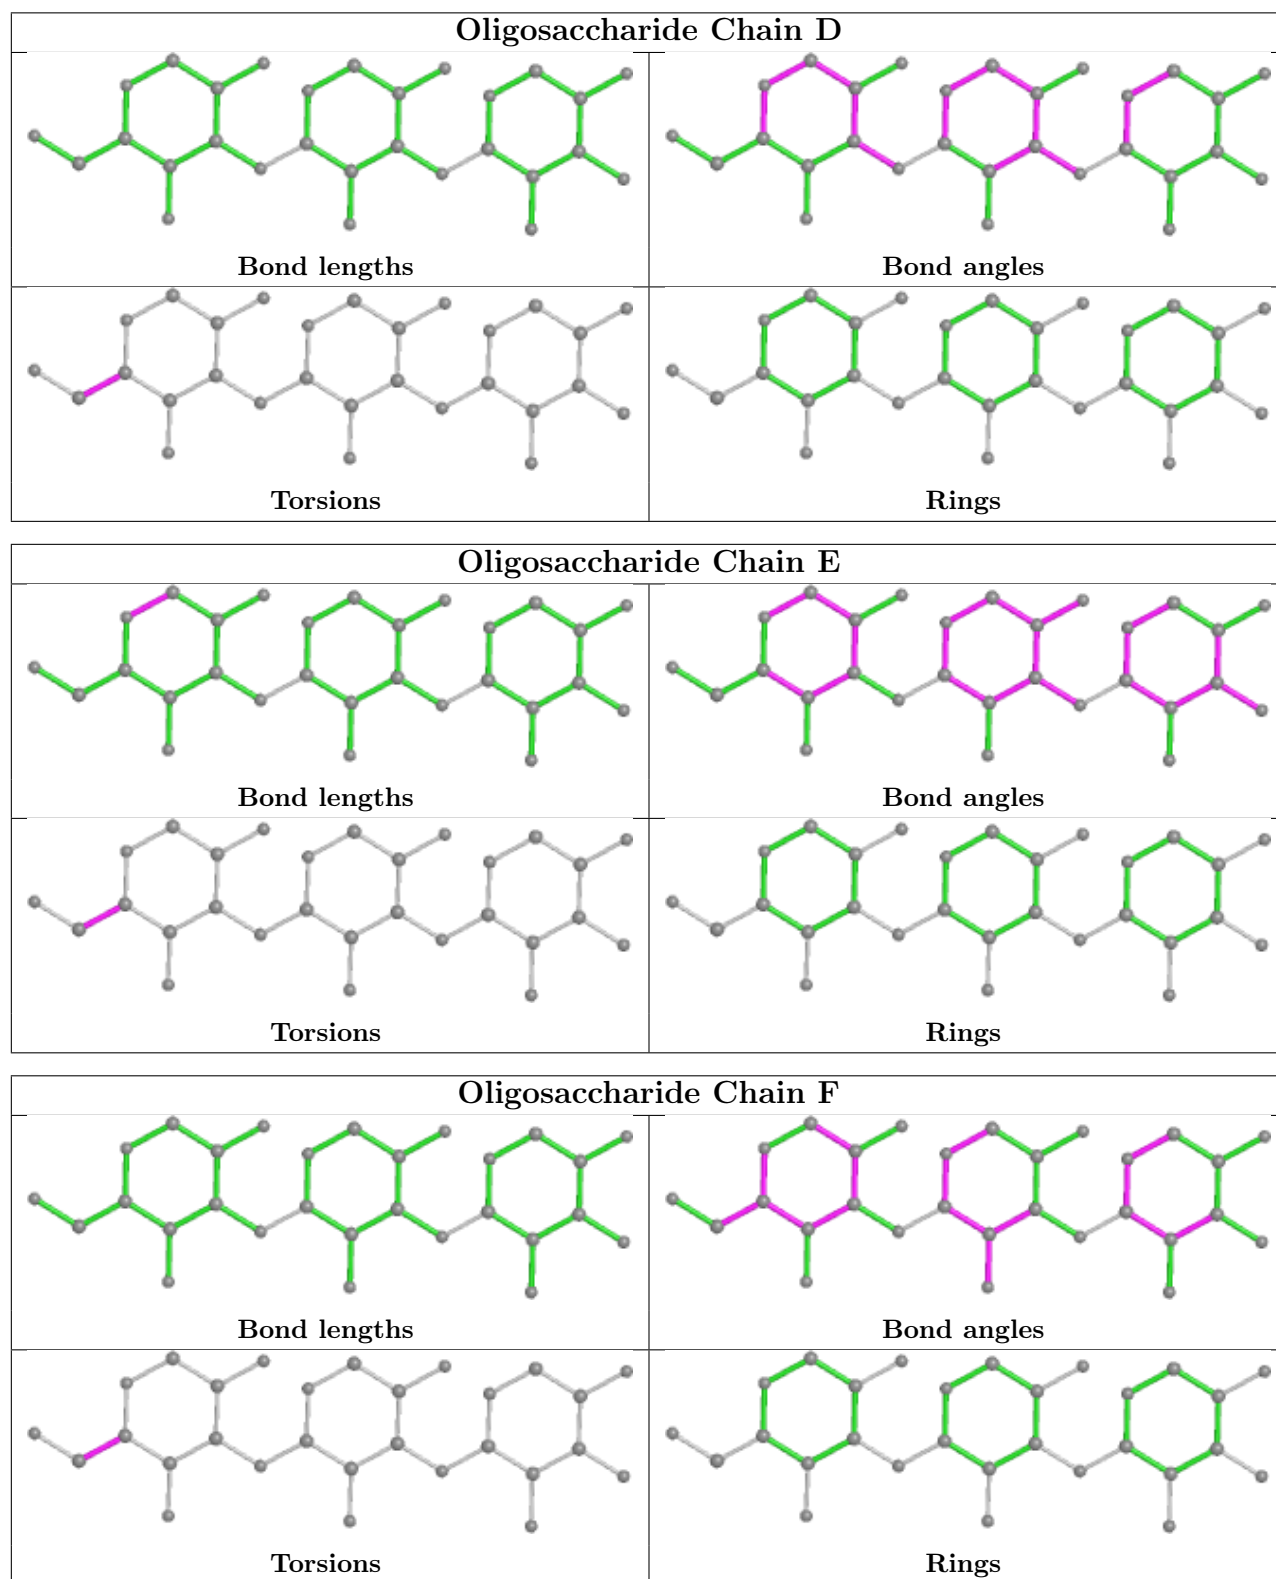 Oligosaccharide Chain D
Bond lengths
Bond angles
Torsions
Rings
Oligosaccharide Chain E
Bond lengths
Bond angles
Torsions
Rings
Oligosaccharide Chain F
Bond lengths
Bond angles
Torsions
Rings